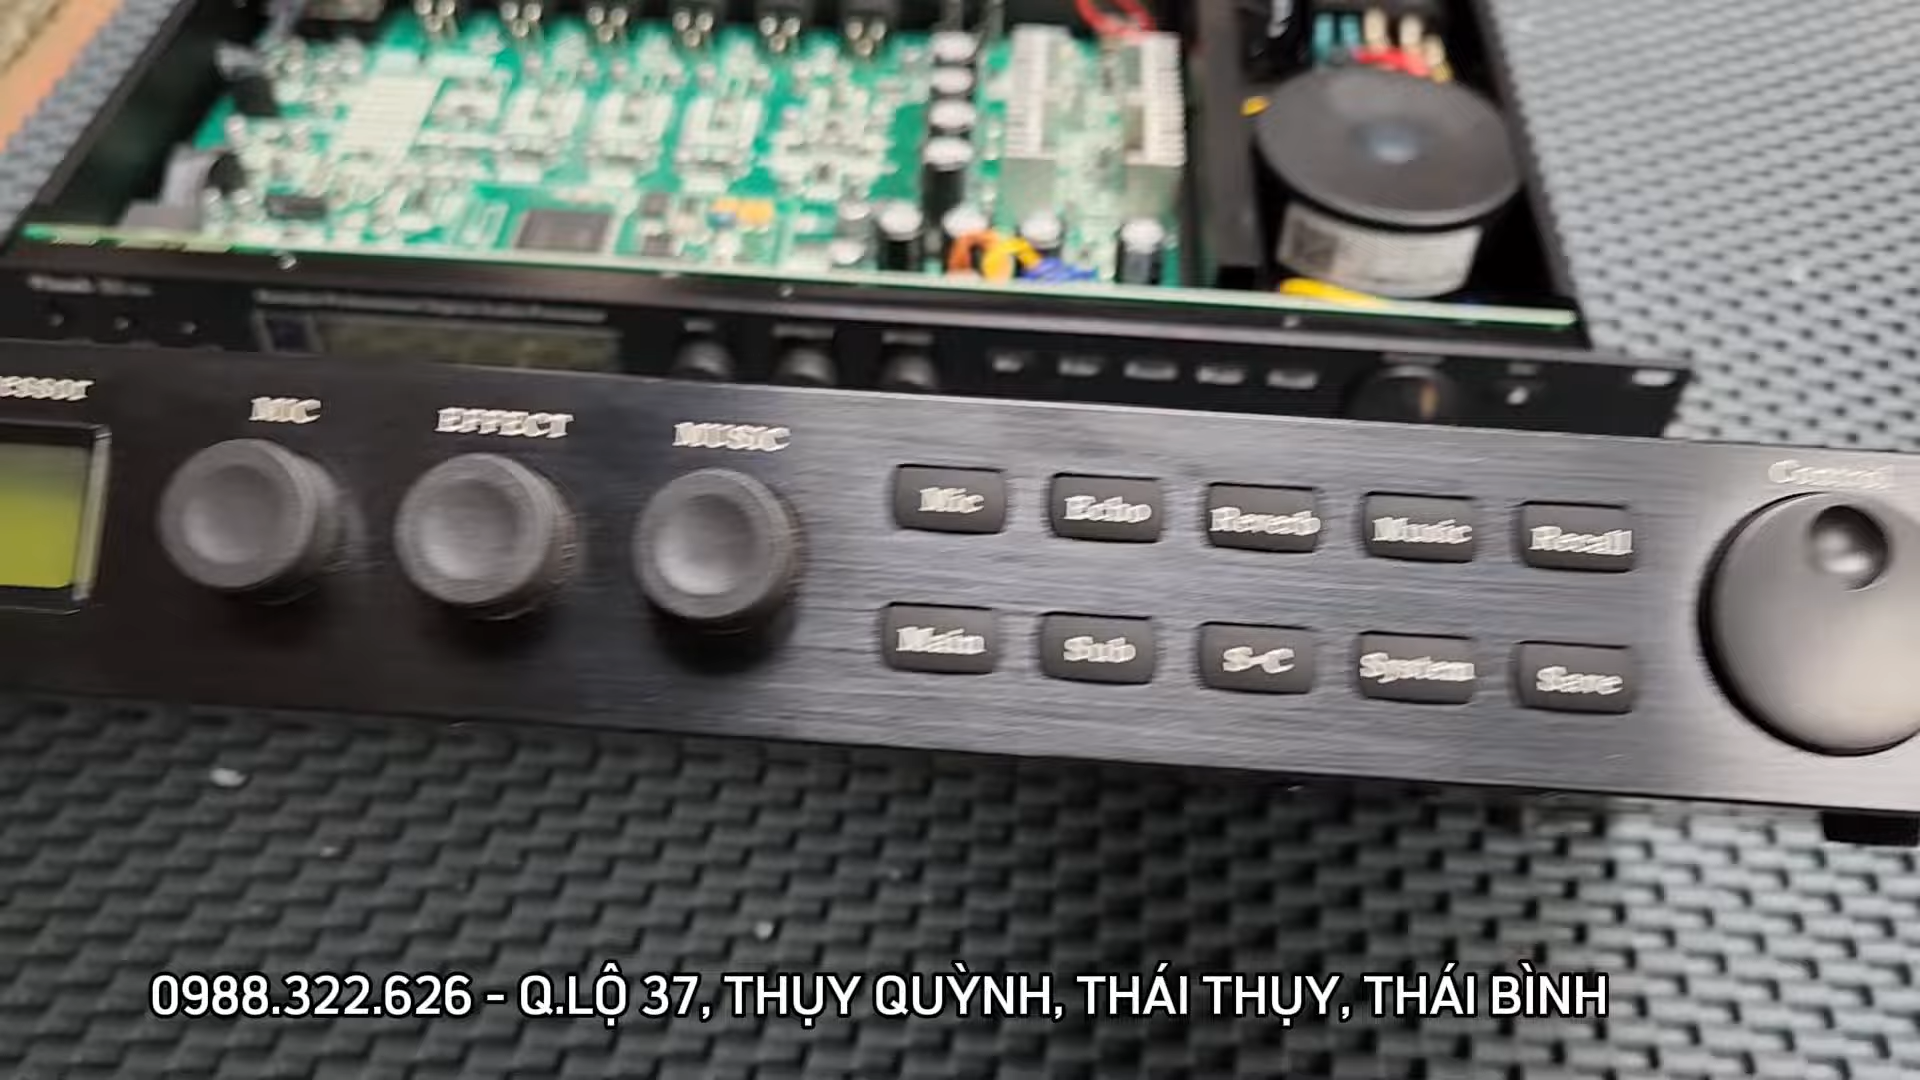 MIC EFFECT MUSIC Control
Mic Echo Reverb Music Recall
Main Sub S-C System Save
0988.322.626 - Q.LỘ 37, THỤY QUỲNH, THÁI THỤY, THÁI BÌNH